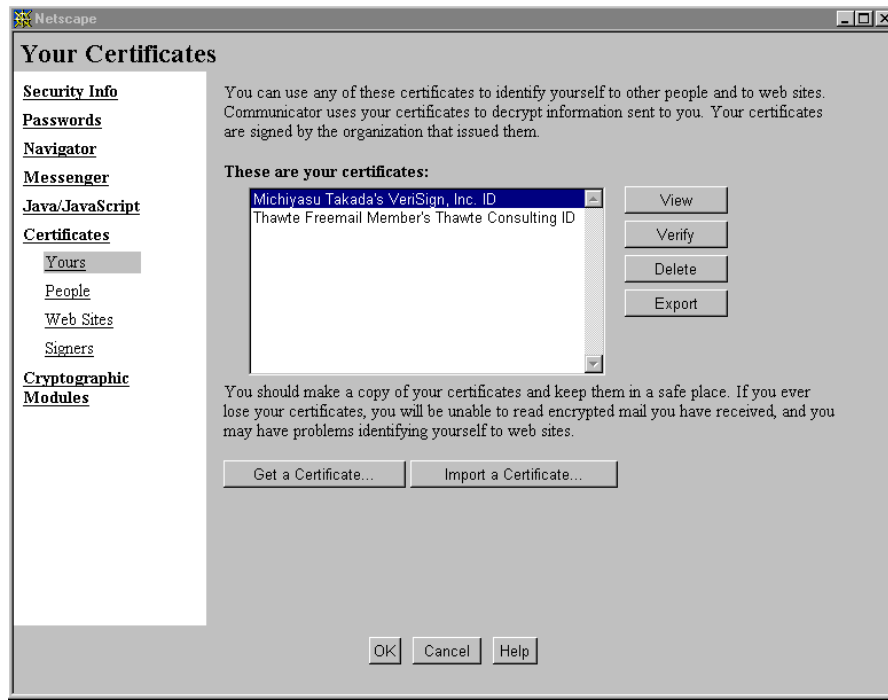 Netscape
Your Certificates
Security Info
Passwords
Navigator
Messenger
Java/JavaScript
Certificates
Yours
People
Web Sites
Signers
Cryptographic
Modules
You can use any of these certificates to identify yourself to other people and to web sites.
Communicator uses your certificates to decrypt information sent to you. Your certificates
are signed by the organization that issued them.
These are your certificates:
Michiyasu Takada's VeriSign, Inc. ID
Thawte Freemail Member's Thawte Consulting ID
View
Verify
Delete
Export
You should make a copy of your certificates and keep them in a safe place. If you ever
lose your certificates, you will be unable to read encrypted mail you have received, and you
may have problems identifying yourself to web sites.
Get a Certificate...
Import a Certificate...
OK
Cancel
Help